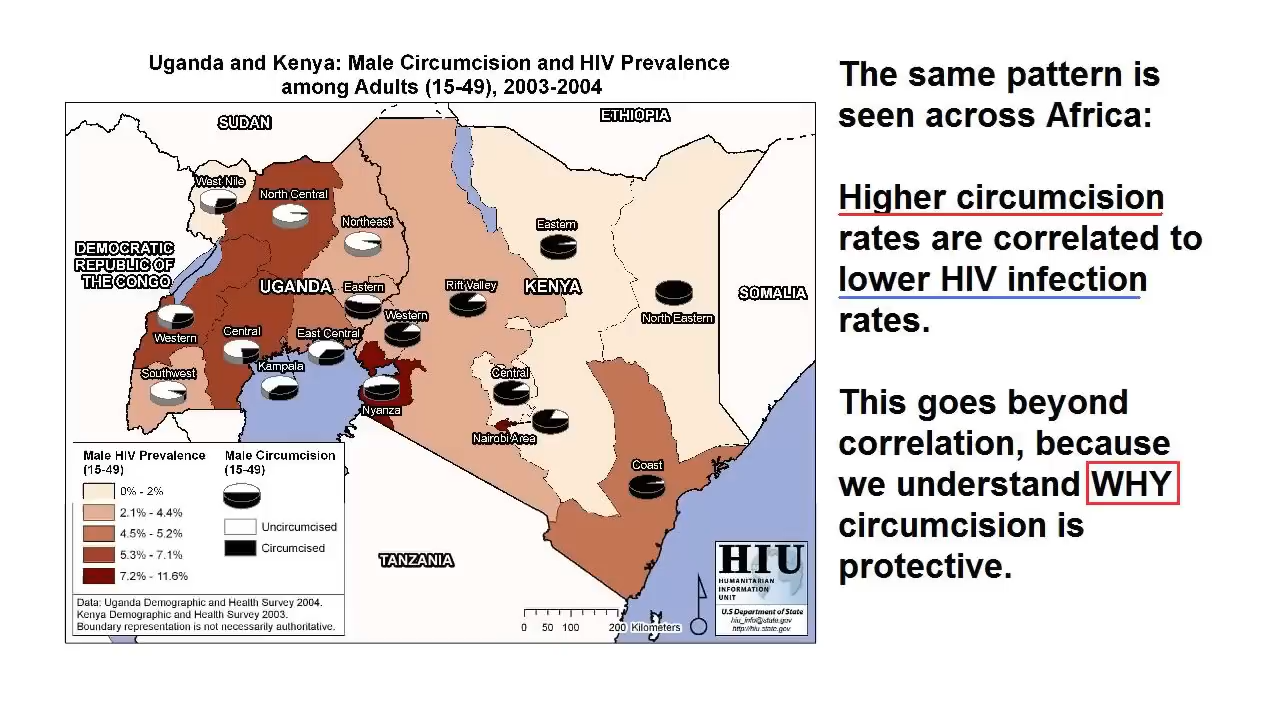 Uganda and Kenya: Male Circumcision and HIV Prevalence
among Adults (15-49), 2003-2004
SUDAN
ETHIOPIA
West Nile
North Central
Northeast
Eastern
DEMOCRATIC
REPUBLIC OF
THE CONGO
UGANDA
Eastern
Rift Valley
KENYA
SOMALIA
Western
North Eastern
Western
Central
East Central
Kampala
Southwest
Central
Nyanza
Nairobi Area
Coast
TANZANIA
Male HIV Prevalence
(15-49)
0% - 2%
2.1% - 4.4%
4.5% - 5.2%
5.3% - 7.1%
7.2% - 11.6%
Male Circumcision
(15-49)
Uncircumcised
Circumcised
Data: Uganda Demographic and Health Survey 2004.
Kenya Demographic and Health Survey 2003.
Boundary representation is not necessarily authoritative.
0 50 100 200 Kilometers
HIU
HUMANITARIAN
INFORMATION
UNIT
U.S Department of State
hiu_info@state.gov
http://hiu.state.gov
The same pattern is
seen across Africa:
Higher circumcision
rates are correlated to
lower HIV infection
rates.
This goes beyond
correlation, because
we understand WHY
circumcision is
protective.